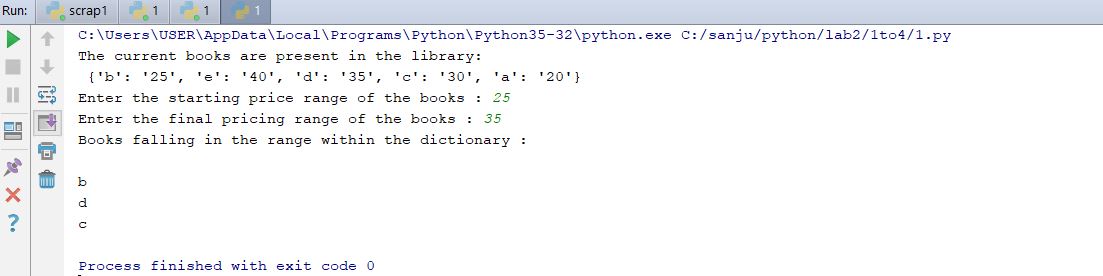 Run: scrap1 1 1 1
C:\Users\USER\AppData\Local\Programs\Python\Python35-32\python.exe C:/sanju/python/lab2/1to4/1.py
The current books are present in the library:
{'b': '25', 'e': '40', 'd': '35', 'c': '30', 'a': '20'}
Enter the starting price range of the books : 25
Enter the final pricing range of the books : 35
Books falling in the range within the dictionary :
b
d
c
Process finished with exit code 0